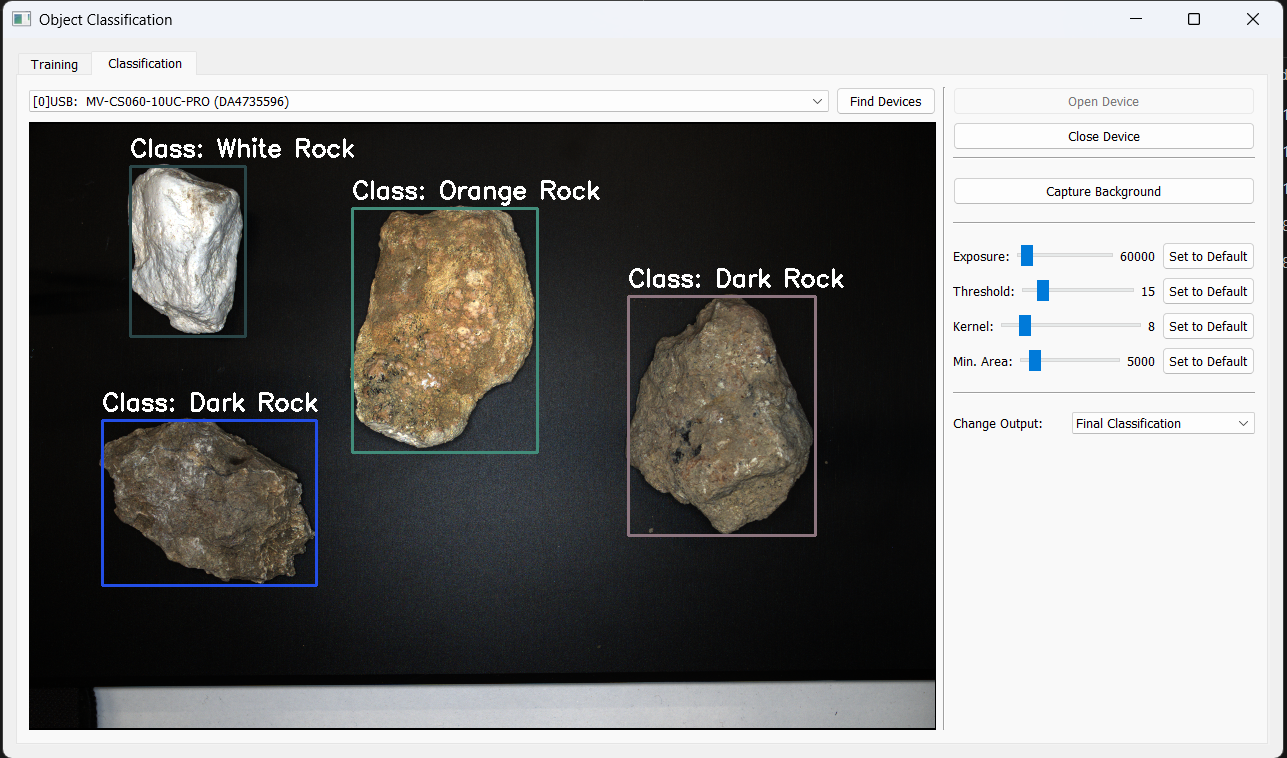 Object Classification
Training
Classification
[0]USB: MV-CS060-10UC-PRO (DA4735596)
Find Devices
Open Device
Close Device
Capture Background
Exposure: 60000 Set to Default
Threshold: 15 Set to Default
Kernel: 8 Set to Default
Min. Area: 5000 Set to Default
Change Output: Final Classification
Class: White Rock
Class: Orange Rock
Class: Dark Rock
Class: Dark Rock